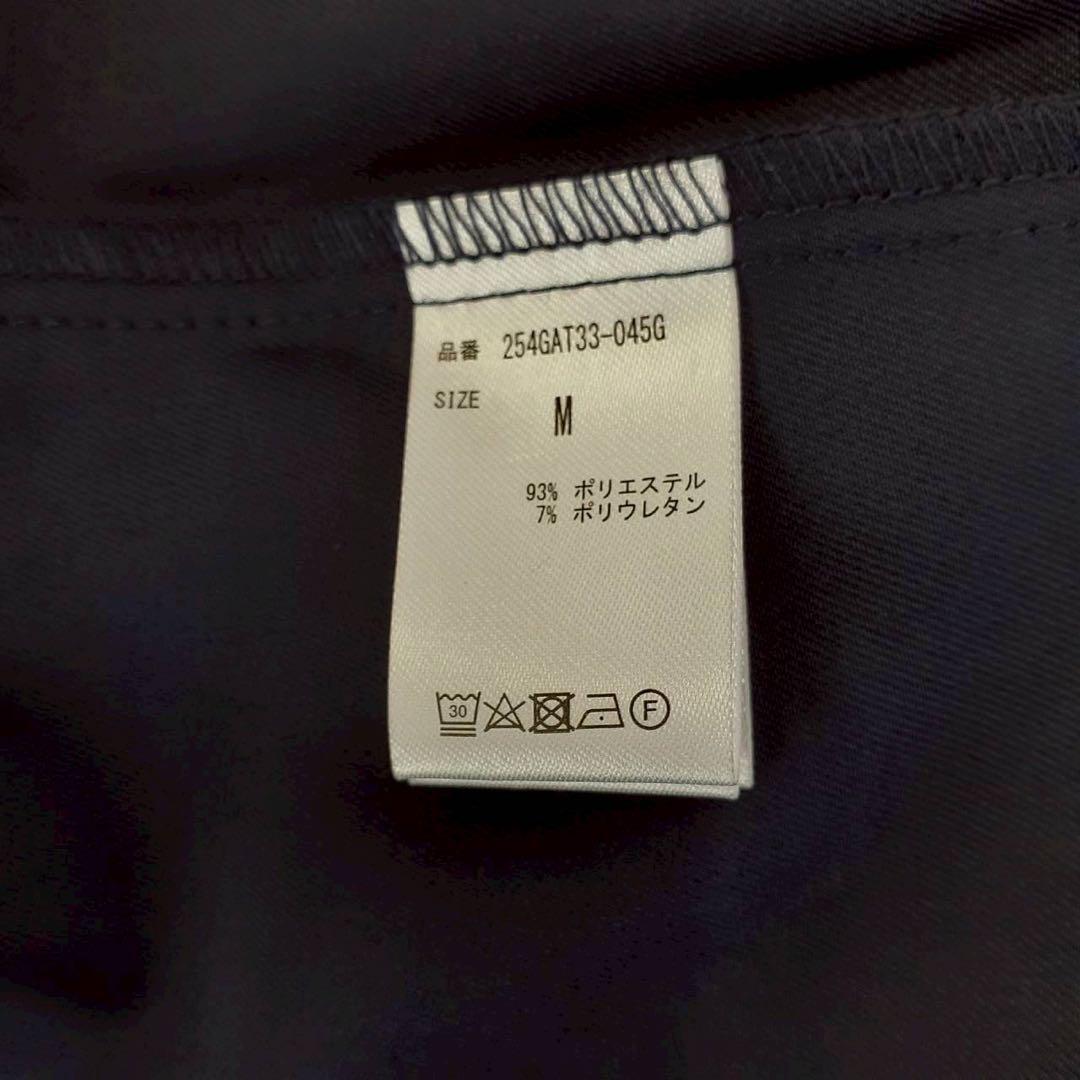 品番 254GAT33-045G
SIZE M
93% ポリエステル
7% ポリウレタン
30 F